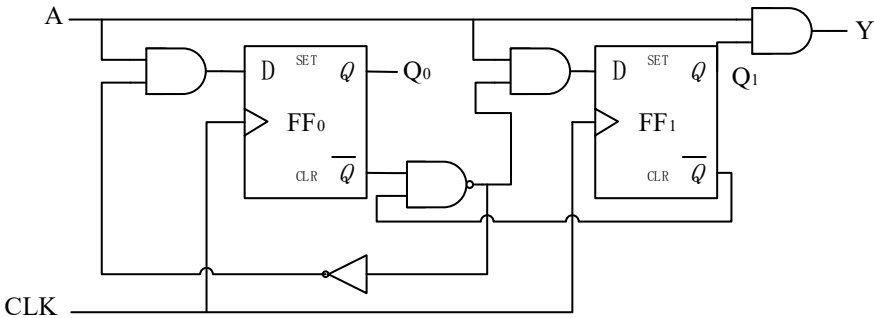 A
Y
D SET Q
Q0
FF0
CLR Q̅
D SET Q
Q1
FF1
CLR Q̅
CLK